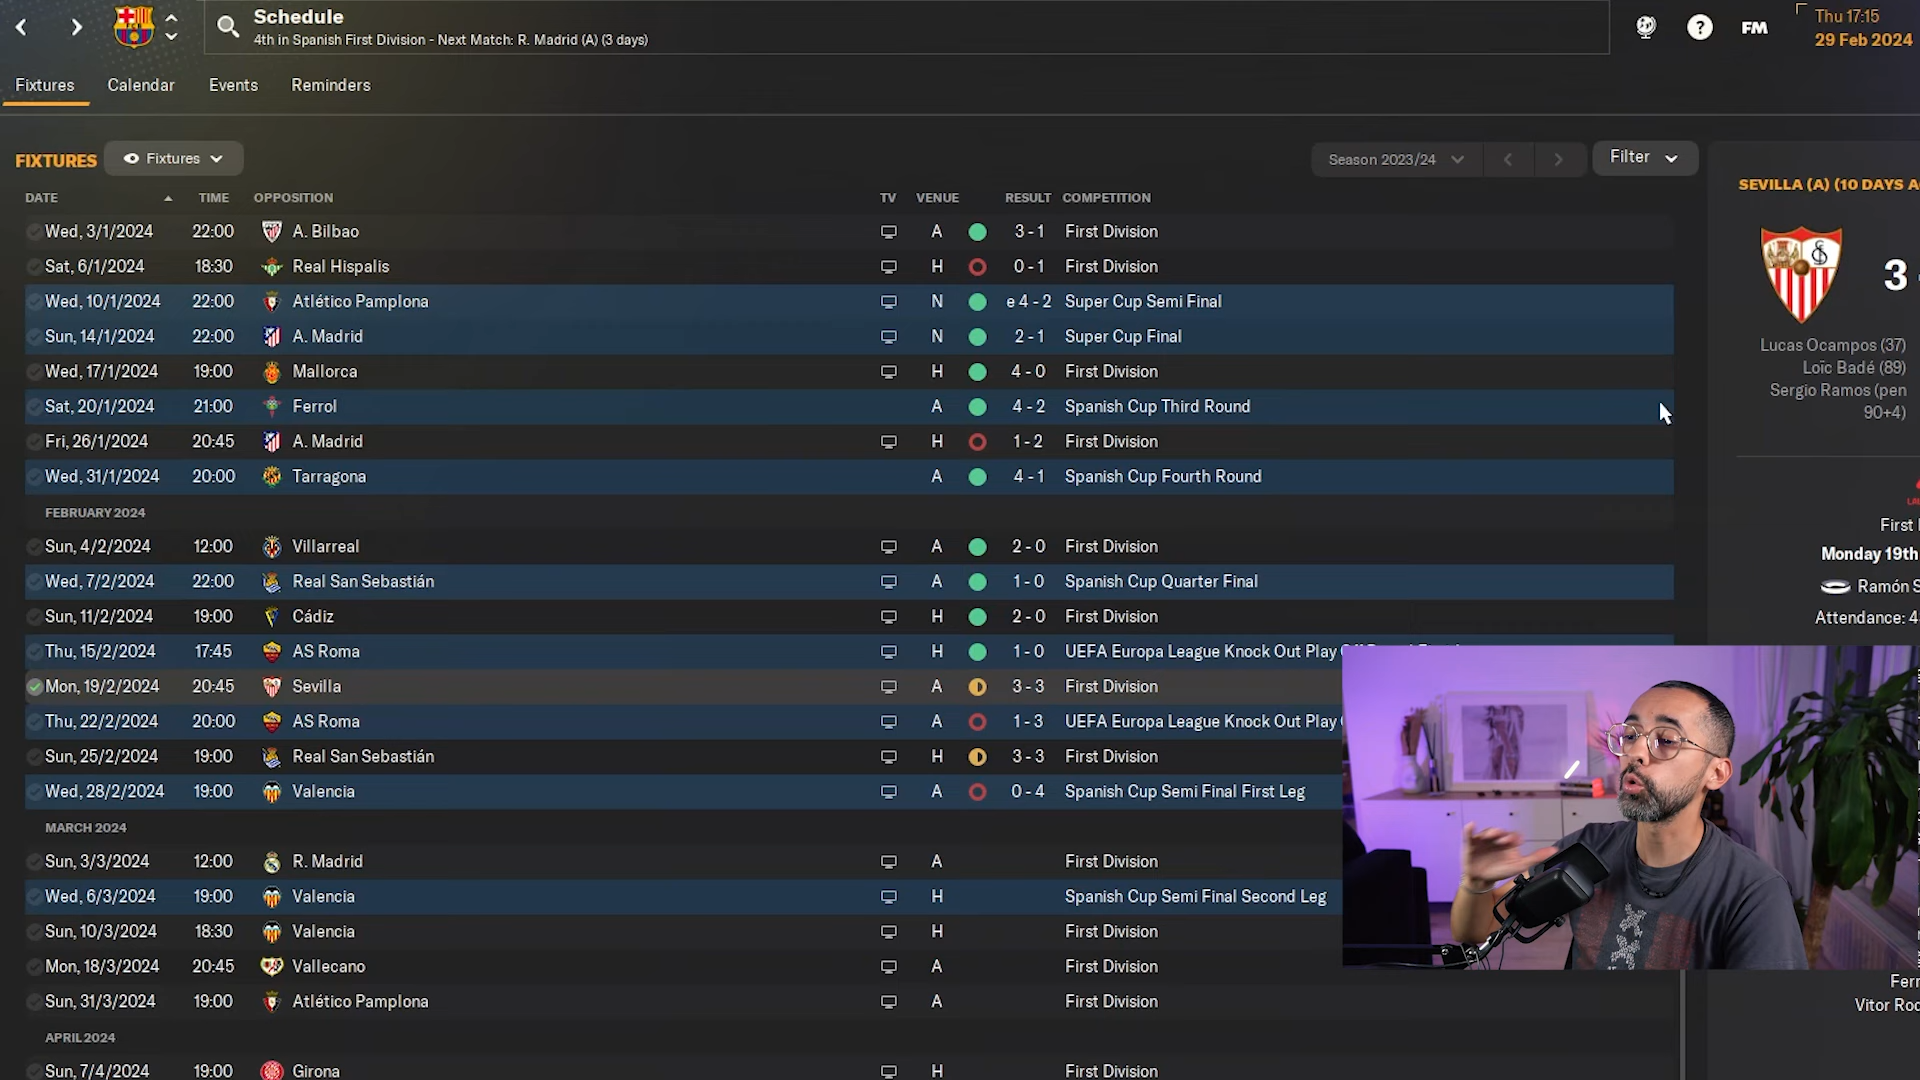 Schedule
4th in Spanish First Division - Next Match: R. Madrid (A) (3 days)
FM
Thu 17:15
29 Feb 2024
Fixtures Calendar Events Reminders
FIXTURES Fixtures Season 2023/24 Filter
DATE TIME OPPOSITION TV VENUE RESULT COMPETITION
Wed, 3/1/2024 22:00 A. Bilbao A 3 - 1 First Division
Sat, 6/1/2024 18:30 Real Hispalis H 0 - 1 First Division
Wed, 10/1/2024 22:00 Atlético Pamplona N e 4 - 2 Super Cup Semi Final
Sun, 14/1/2024 22:00 A. Madrid N 2 - 1 Super Cup Final
Wed, 17/1/2024 19:00 Mallorca H 4 - 0 First Division
Sat, 20/1/2024 21:00 Ferrol A 4 - 2 Spanish Cup Third Round
Fri, 26/1/2024 20:45 A. Madrid H 1 - 2 First Division
Wed, 31/1/2024 20:00 Tarragona A 4 - 1 Spanish Cup Fourth Round
FEBRUARY 2024
Sun, 4/2/2024 12:00 Villarreal A 2 - 0 First Division
Wed, 7/2/2024 22:00 Real San Sebastián A 1 - 0 Spanish Cup Quarter Final
Sun, 11/2/2024 19:00 Cádiz H 2 - 0 First Division
Thu, 15/2/2024 17:45 AS Roma H 1 - 0 UEFA Europa League Knock Out Play
Mon, 19/2/2024 20:45 Sevilla A 3 - 3 First Division
Thu, 22/2/2024 20:00 AS Roma A 1 - 3 UEFA Europa League Knock Out Play
Sun, 25/2/2024 19:00 Real San Sebastián H 3 - 3 First Division
Wed, 28/2/2024 19:00 Valencia A 0 - 4 Spanish Cup Semi Final First Leg
MARCH 2024
Sun, 3/3/2024 12:00 R. Madrid A First Division
Wed, 6/3/2024 19:00 Valencia H Spanish Cup Semi Final Second Leg
Sun, 10/3/2024 18:30 Valencia H First Division
Mon, 18/3/2024 20:45 Vallecano A First Division
Sun, 31/3/2024 19:00 Atlético Pamplona A First Division
APRIL 2024
Sun, 7/4/2024 19:00 Girona H
SEVILLA (A) (10 DAYS A
3
Lucas Ocampos (37)
Loïc Badé (89)
Sergio Ramos (pen
90+4)
First
Monday 19th
Ramón S
Attendance: 4
Ferr
Vitor Roc